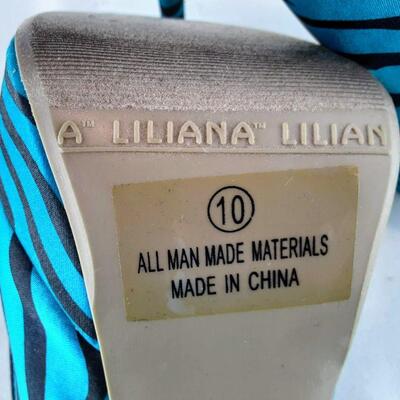 A™ LILIANA™ LILIAN
10
ALL MAN MADE MATERIALS
MADE IN CHINA